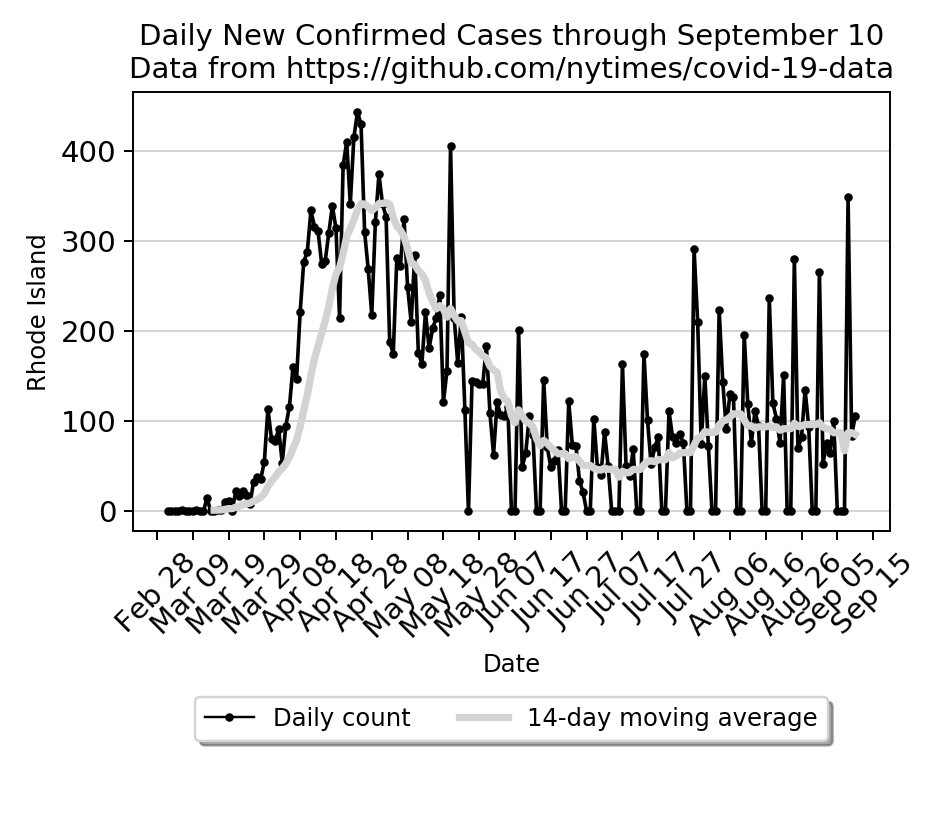 Daily New Confirmed Cases through September 10
Data from https://github.com/nytimes/covid-19-data
400
300
200
100
0
Rhode Island
Feb 28
Mar 09
Mar 19
Mar 29
Apr 08
Apr 18
Apr 28
May 08
May 18
May 28
Jun 07
Jun 17
Jun 27
Jul 07
Jul 17
Jul 27
Aug 06
Aug 16
Aug 26
Sep 05
Sep 15
Date
Daily count 14-day moving average